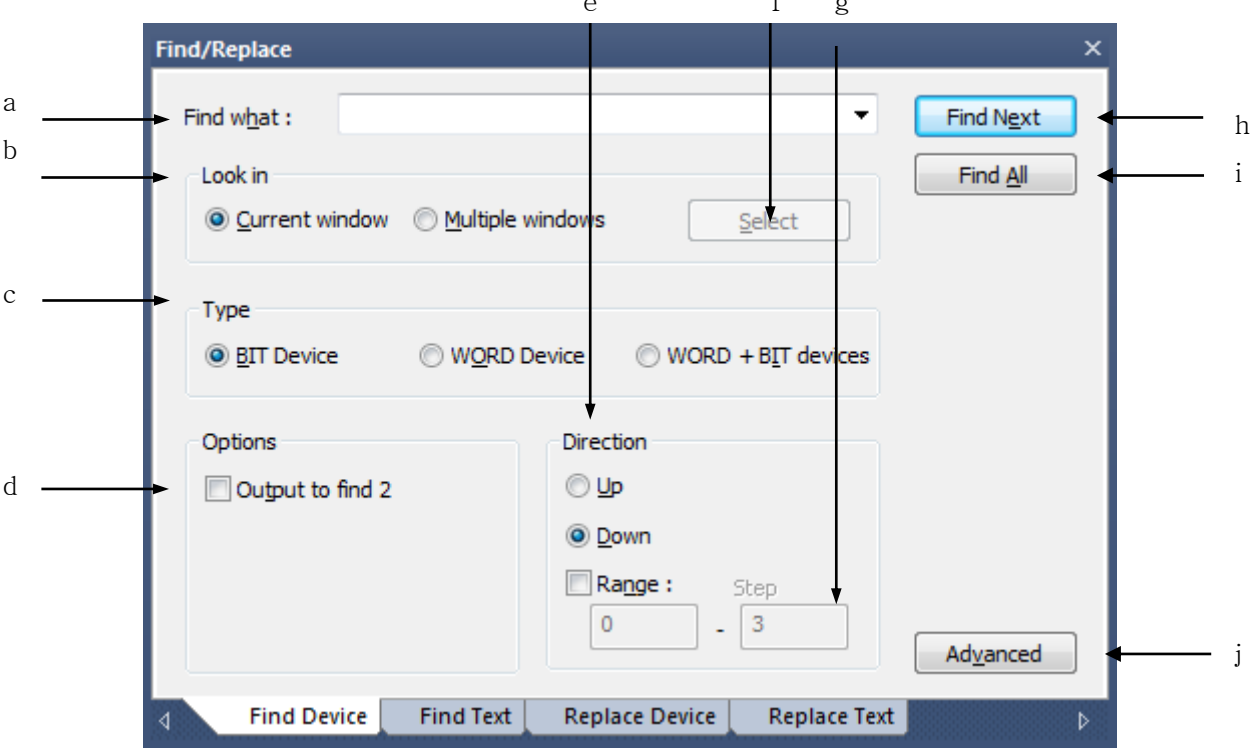 e g
Find/Replace
a
Find what :
Find Next
h
b
Look in
Find All
i
Current window Multiple windows Select
c
Type
BIT Device WORD Device WORD + BIT devices
Options Direction
d
Output to find 2
Up
Down
Range : Step
0 - 3
Advanced
j
Find Device Find Text Replace Device Replace Text